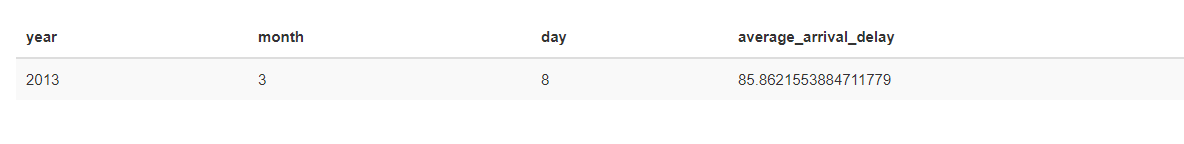 year month day average_arrival_delay
2013 3 8 85.8621553884711779